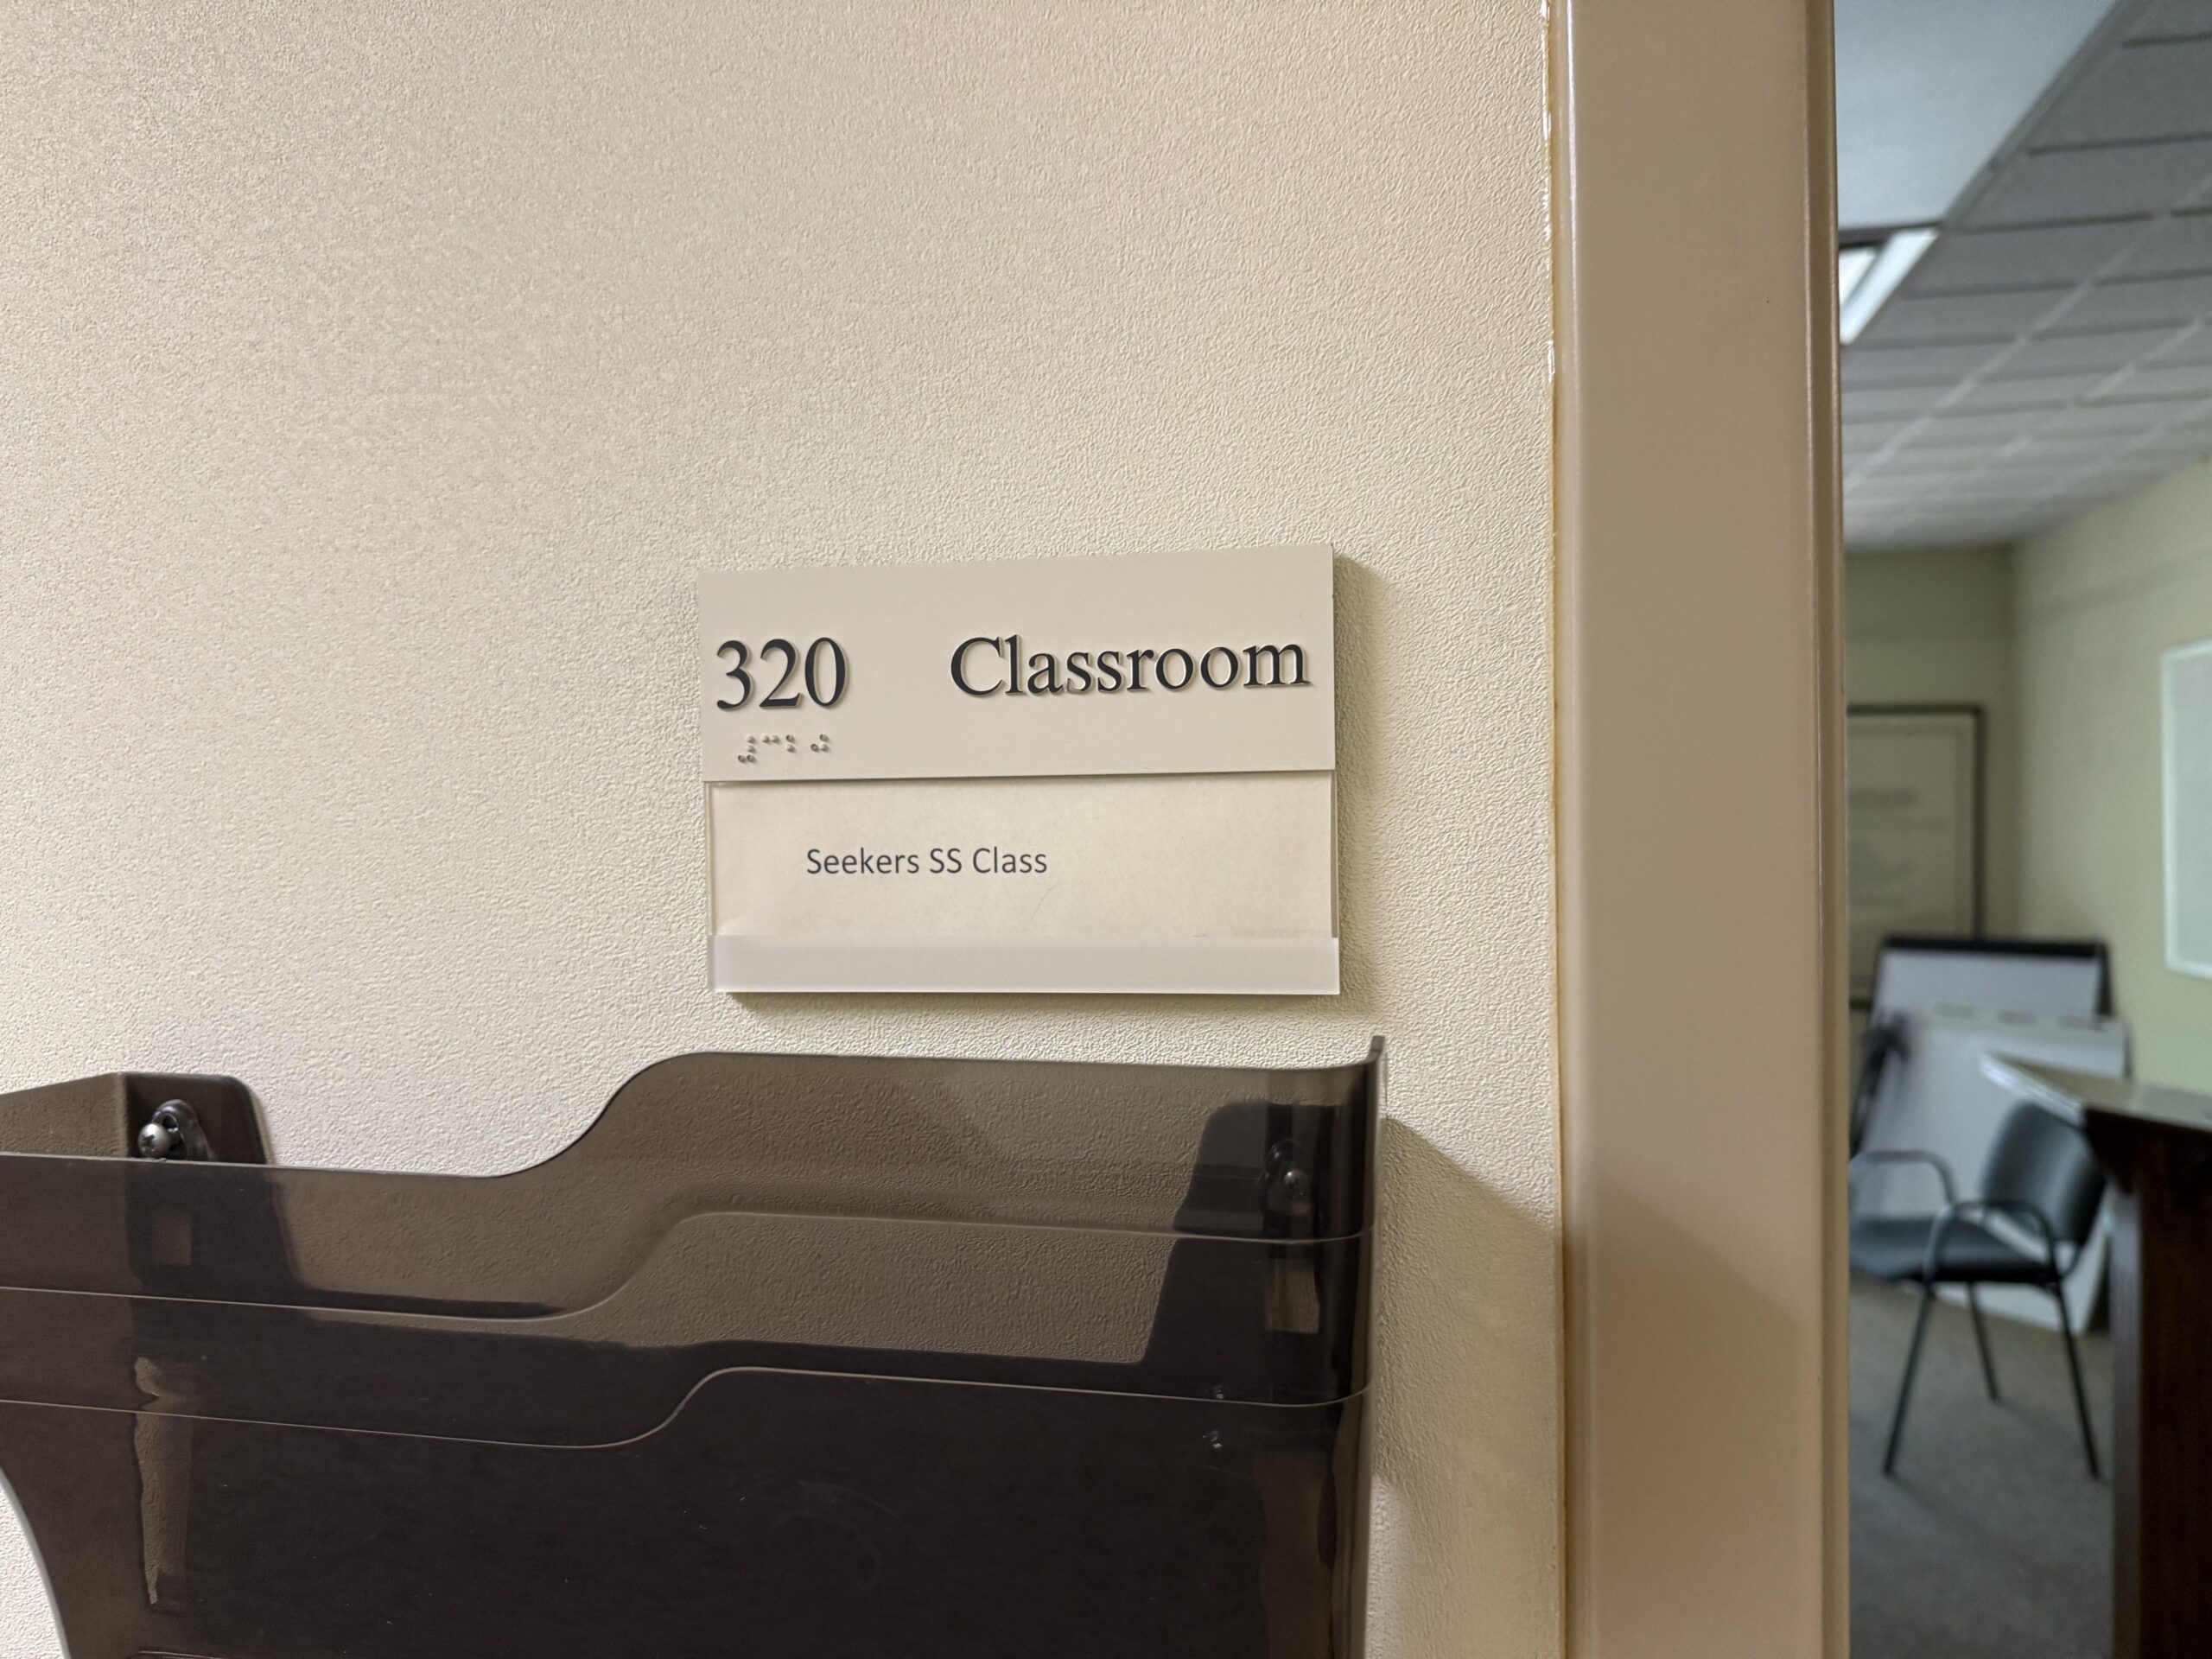 320 Classroom
⠼⠉⠃⠚
Seekers SS Class